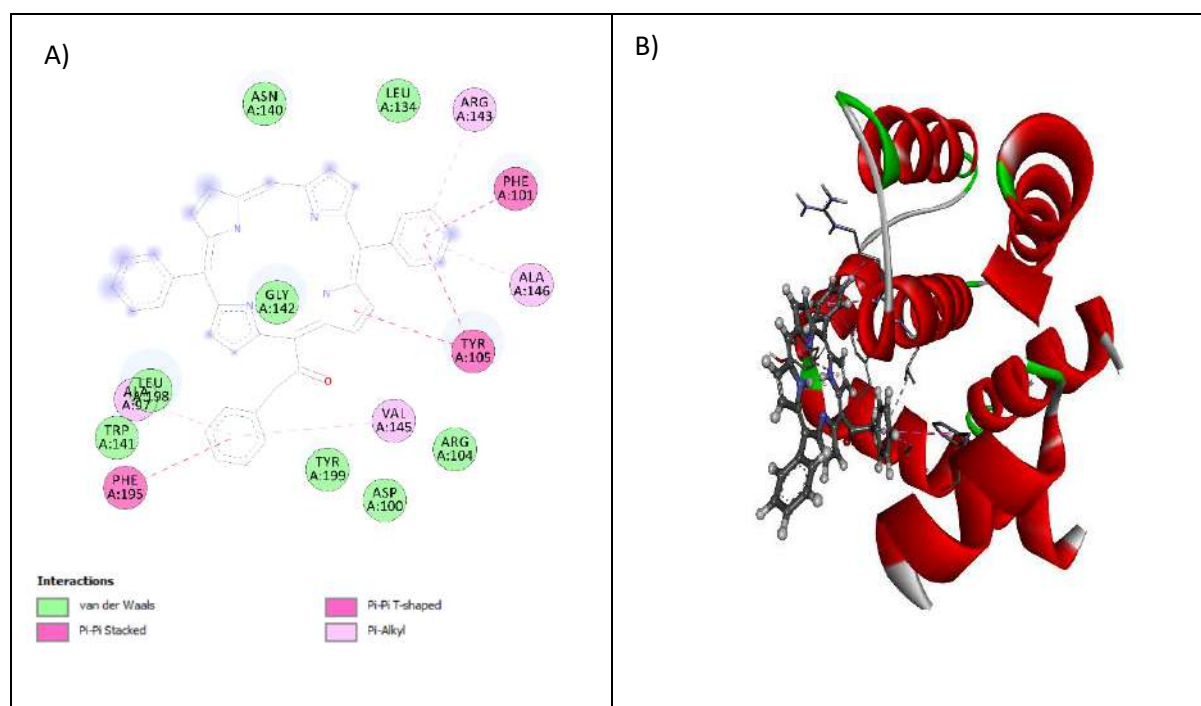 A)
B)
ASN
A:140
LEU
A:134
ARG
A:143
PHE
A:101
N
N
ALA
A:146
GLY
A:142
N
N
TYR
A:105
O
LEU
A:198
ALA
A:97
VAL
A:145
TRP
A:141
ARG
A:104
TYR
A:199
PHE
A:195
ASP
A:100
Interactions
van der Waals
Pi-Pi Stacked
Pi-Pi T-shaped
Pi-Alkyl